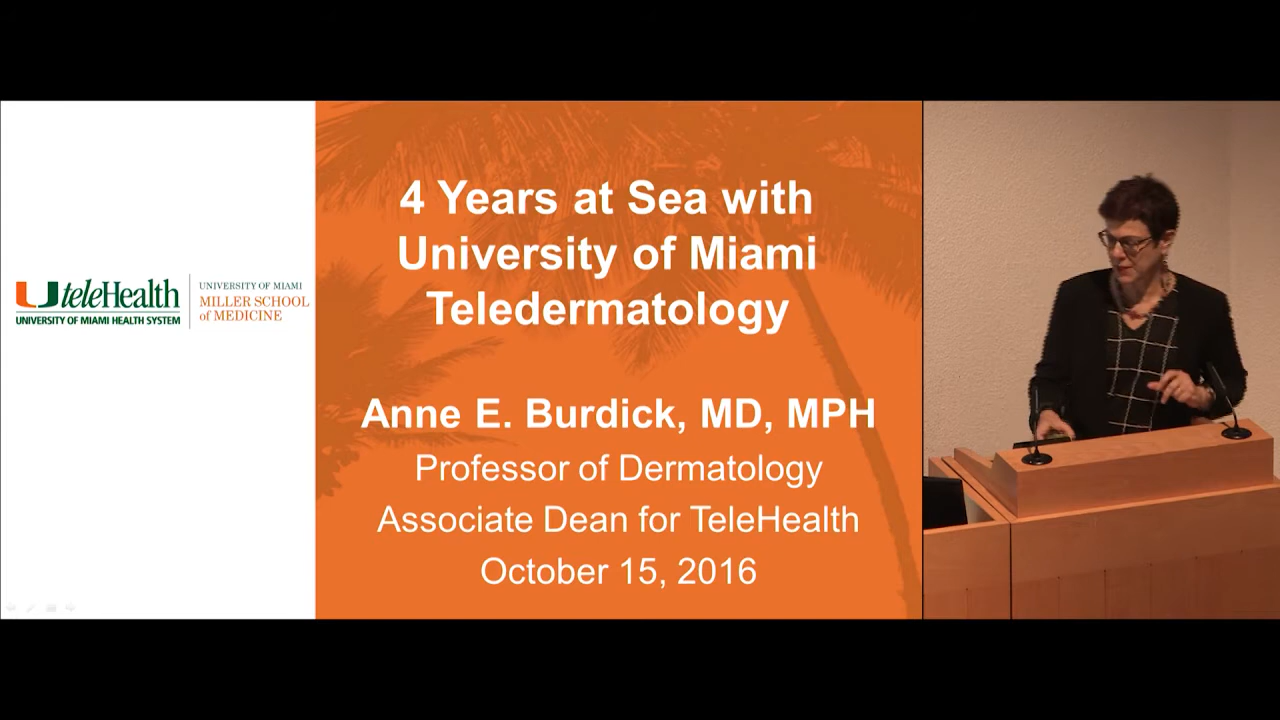 U teleHealth
UNIVERSITY OF MIAMI HEALTH SYSTEM
UNIVERSITY OF MIAMI
MILLER SCHOOL
of MEDICINE
4 Years at Sea with
University of Miami
Teledermatology
Anne E. Burdick, MD, MPH
Professor of Dermatology
Associate Dean for TeleHealth
October 15, 2016